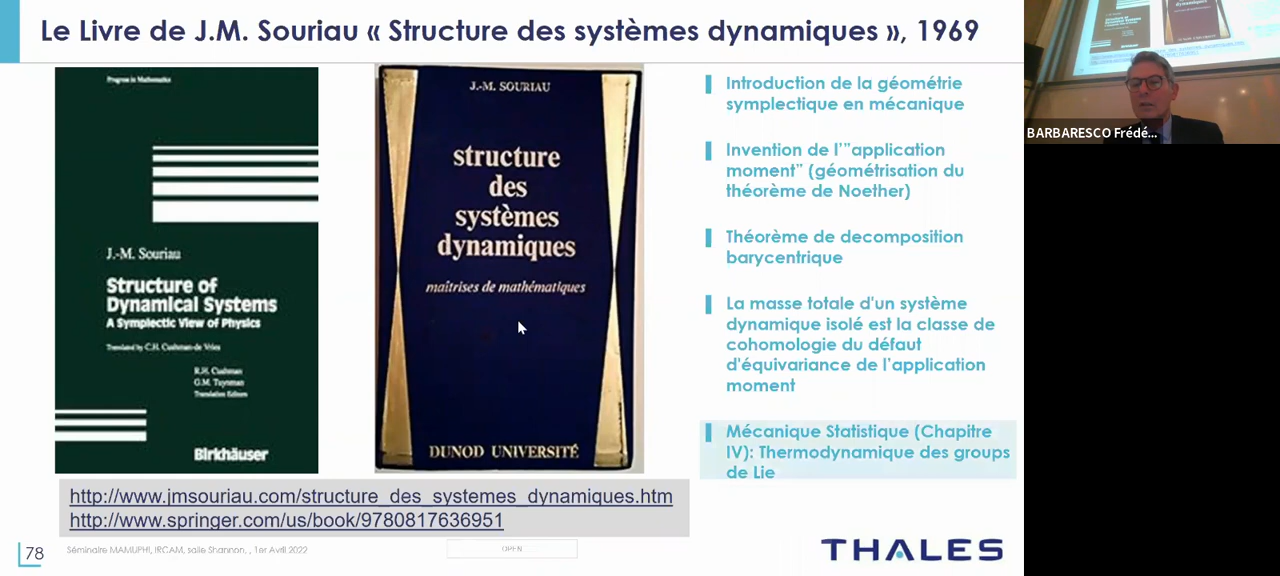 Le Livre de J.M. Souriau « Structure des systèmes dynamiques », 1969
Progress in Mathematics
J.-M. Souriau
Structure of
Dynamical Systems
A Symplectic View of Physics
Translated by C.H. Cushman-de Vries
R.H. Cushman
G.M. Tuynman
Translation Editors
Birkhäuser
J.-M. SOURIAU
structure
des
systèmes
dynamiques
maîtrises de mathématiques
DUNOD UNIVERSITÉ
Introduction de la géométrie
symplectique en mécanique
Invention de l'"application
moment" (géométrisation du
théorème de Noether)
Théorème de decomposition
barycentrique
La masse totale d'un système
dynamique isolé est la classe de
cohomologie du défaut
d'équivariance de l'application
moment
Mécanique Statistique (Chapitre
IV): Thermodynamique des groups
de Lie
http://www.jmsouriau.com/structure_des_systemes_dynamiques.htm
http://www.springer.com/us/book/9780817636951
78
Séminaire MAMUPHI, IRCAM, salle Shannon, , 1er Avril 2022
OPEN
THALES
BARBARESCO Frédé...